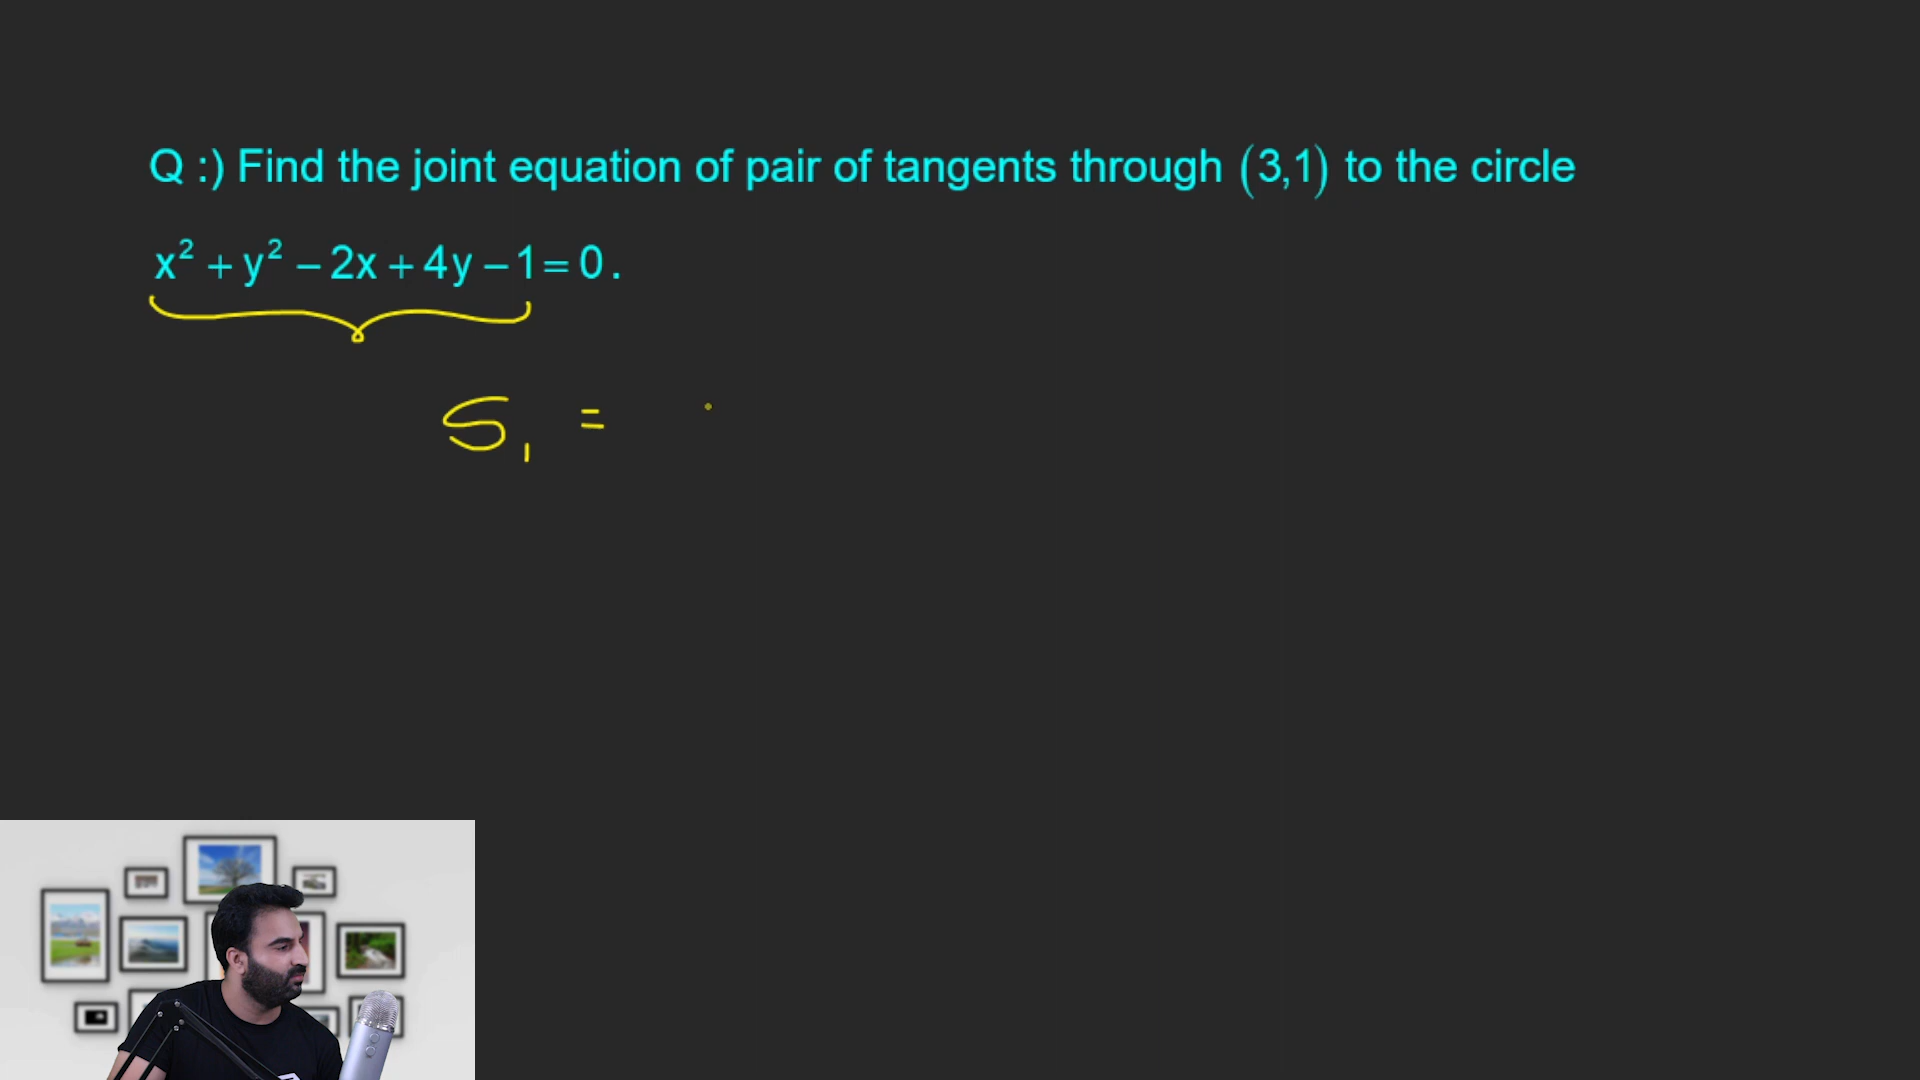 Q :) Find the joint equation of pair of tangents through (3,1) to the circle
x² + y² – 2x + 4y – 1 = 0 .
S₁ =